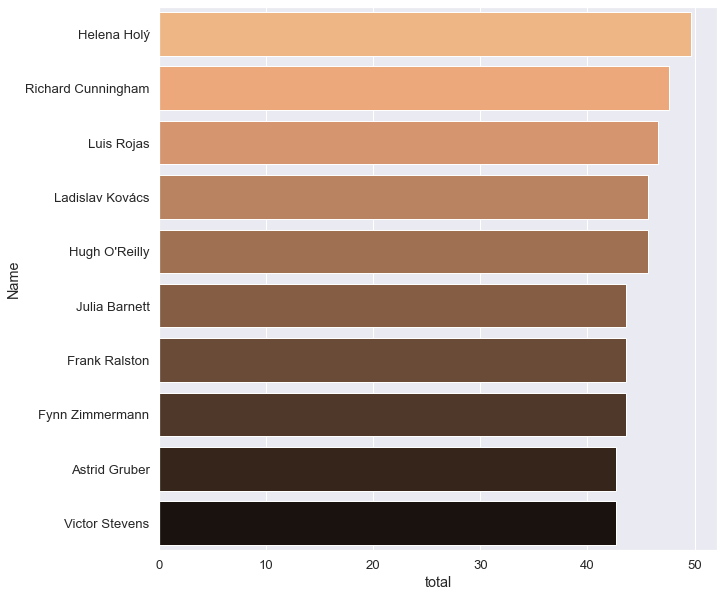 Helena Holý
Richard Cunningham
Luis Rojas
Ladislav Kovács
Hugh O'Reilly
Julia Barnett
Frank Ralston
Fynn Zimmermann
Astrid Gruber
Victor Stevens
Name
0 10 20 30 40 50
total